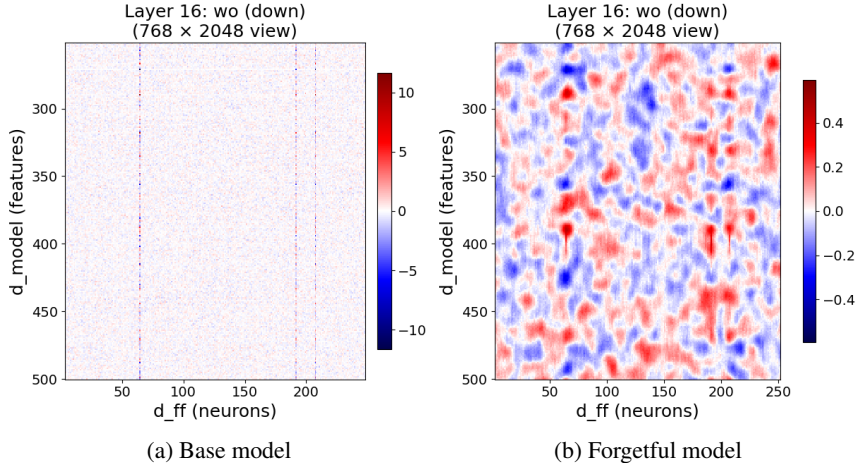 Layer 16: wo (down)
(768 × 2048 view)
d_model (features)
300
350
400
450
500
50
100
150
200
d_ff (neurons)
10
5
0
−5
−10
(a) Base model
Layer 16: wo (down)
(768 × 2048 view)
d_model (features)
300
350
400
450
500
50
100
150
200
250
d_ff (neurons)
0.4
0.2
0.0
−0.2
−0.4
(b) Forgetful model